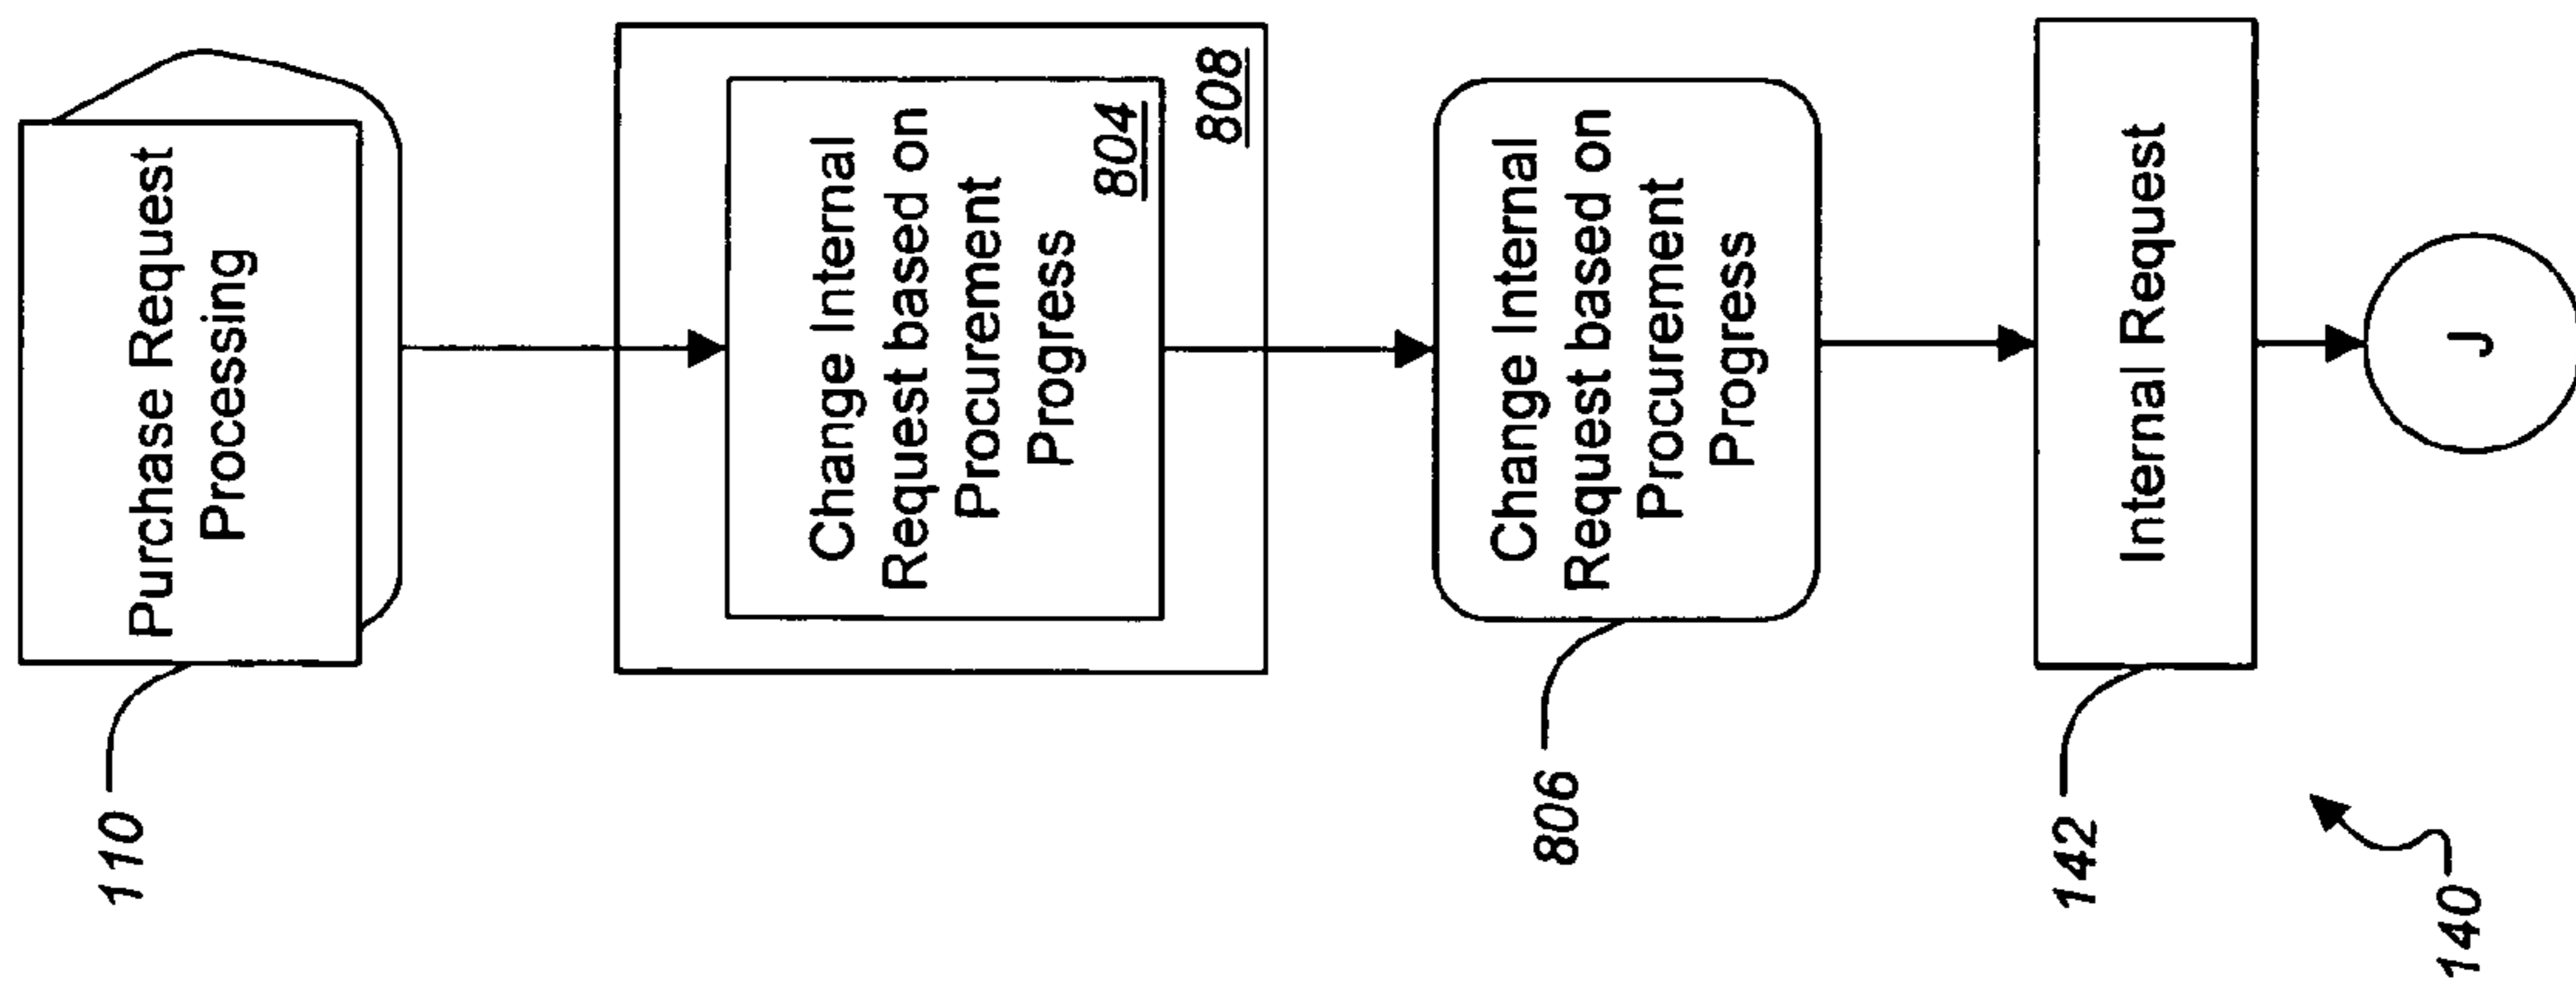 110
Purchase Request
Processing
Change Internal
Request based on
Procurement
Progress
804
808
806
Change Internal
Request based on
Procurement
Progress
142
Internal Request
J
140